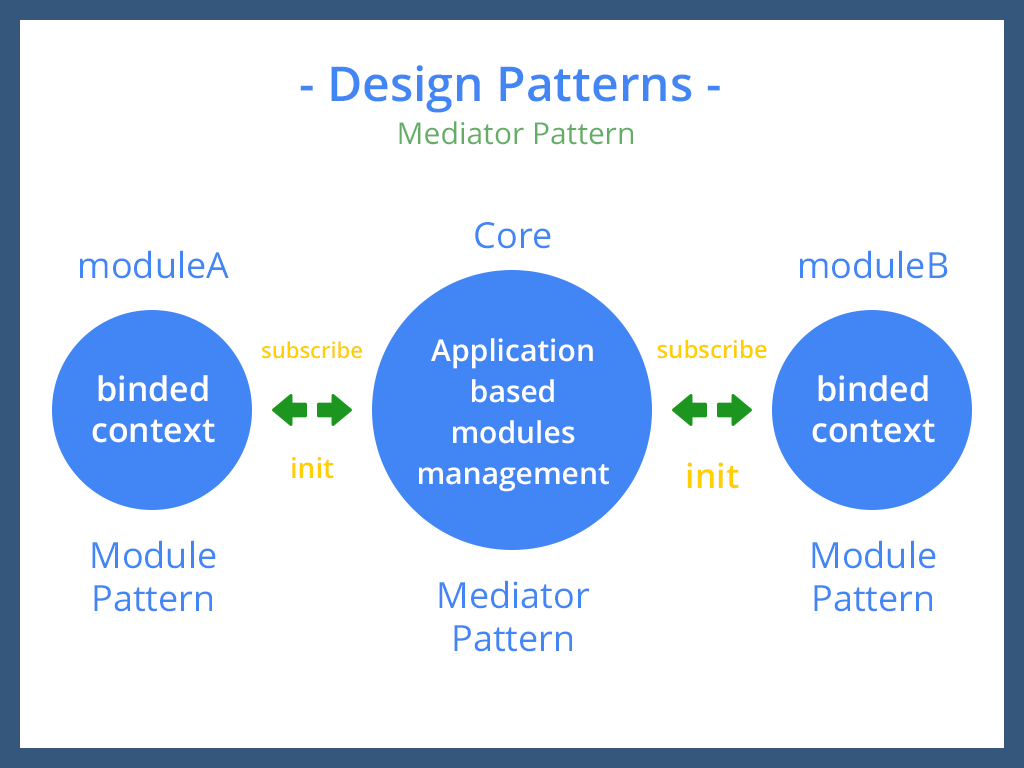 - Design Patterns -
Mediator Pattern
moduleA
binded
context
Module
Pattern
subscribe
init
Core
Application
based
modules
management
Mediator
Pattern
subscribe
init
moduleB
binded
context
Module
Pattern